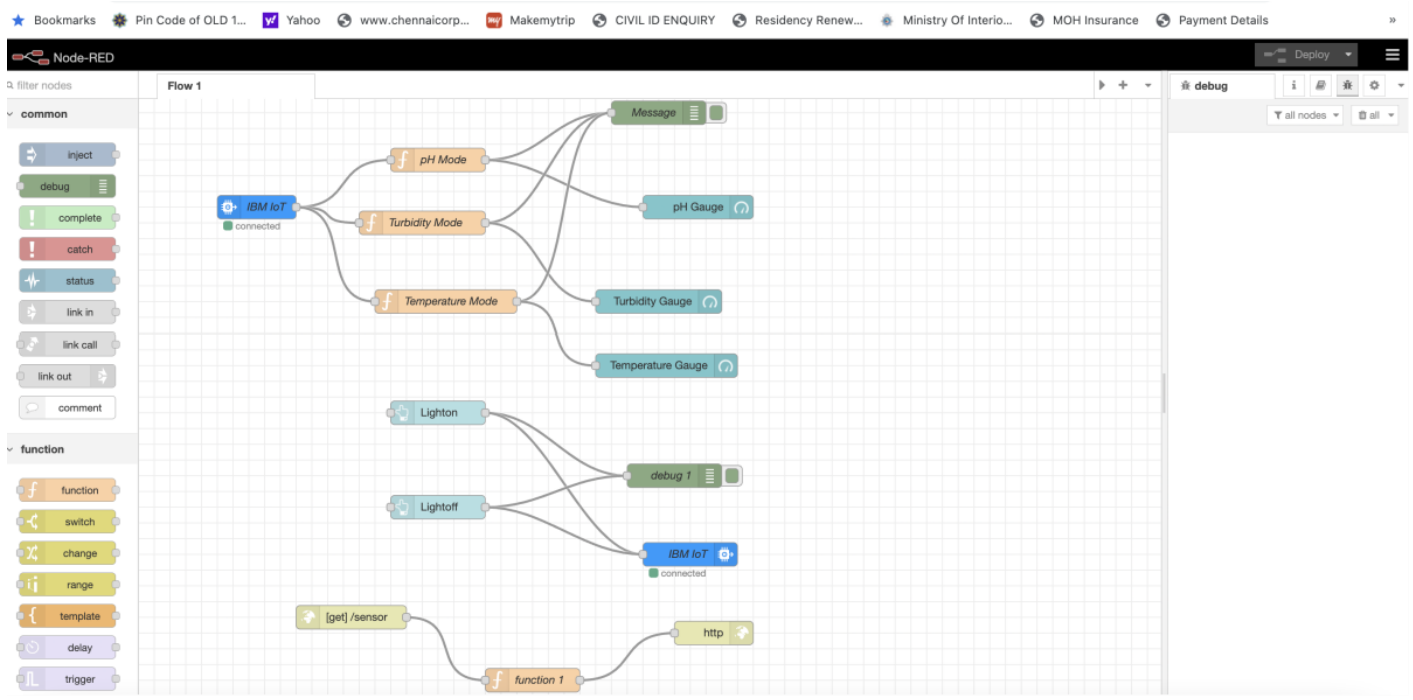 Bookmarks Pin Code of OLD 1... Yahoo www.chennaicorp... Makemytrip CIVIL ID ENQUIRY Residency Renew... Ministry Of Interio... MOH Insurance Payment Details »
Node-RED Deploy
filter nodes Flow 1 debug
common Message all nodes all
inject pH Mode
debug
IBM IoT pH Gauge
complete Turbidity Mode
connected
catch
status Temperature Mode Turbidity Gauge
link in
link call Temperature Gauge
link out
comment Lighton
function
debug 1
function Lightoff
switch
change IBM IoT
connected
range
template [get] /sensor http
delay
trigger function 1